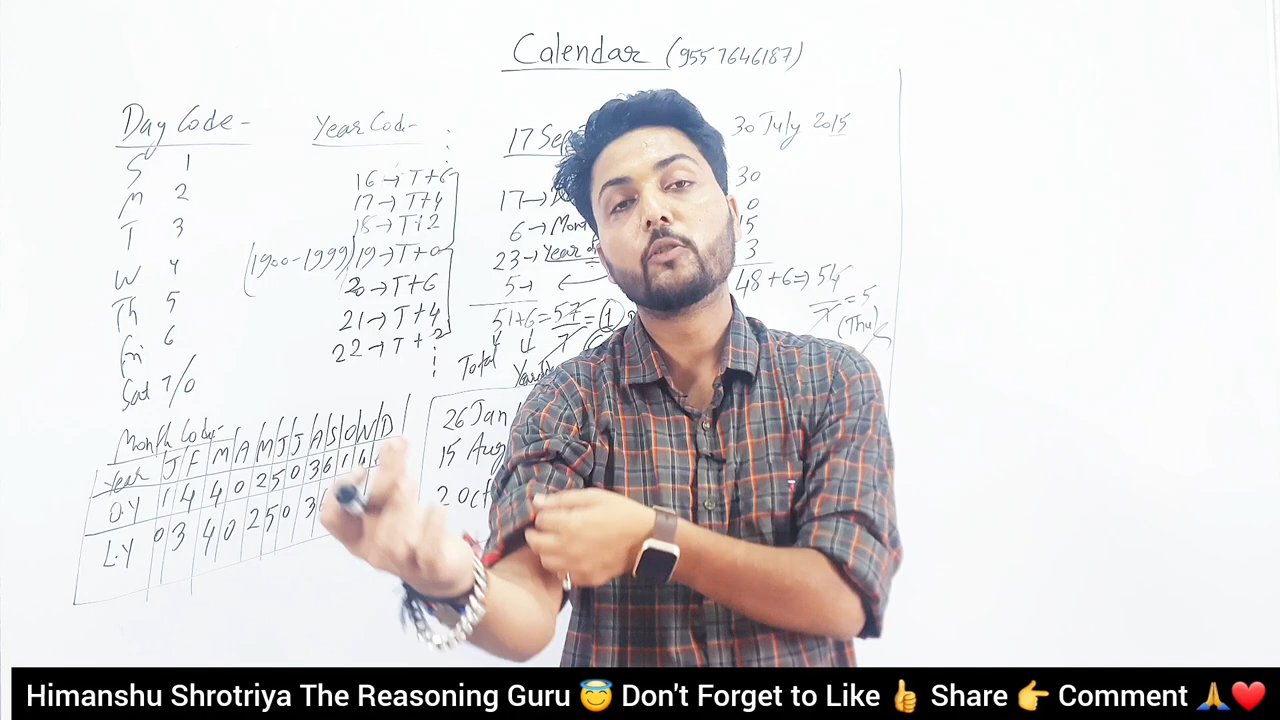 Calendar (9557646187)
Day Code -
S 1
M 2
T 3
W 4
Th 5
Fri 6
Sat 7/0
Year Code -
16 → T+6
17 → T+4
18 → T+2
(1900-1999) 19 → T+0
20 → T+6
21 → T+4
22 → T+2
17 Sep
17 →
6 → Mon
23 → Year
5 →
51+6=57=1
7
Total
30 July 2015
30
0
15
3
48+6⇒54
7 =5
(Thu)
Month Code -
Year J F M A M J J A S O N D
O.Y 1 4 4 0 2 5 0 3 6 1 4
L.Y 0 3 4 0 2 5 0 3
26 Jan
15 Aug
2 Oct
Himanshu Shrotriya The Reasoning Guru 😇 Don't Forget to Like 👍 Share 👉 Comment 🙏❤️